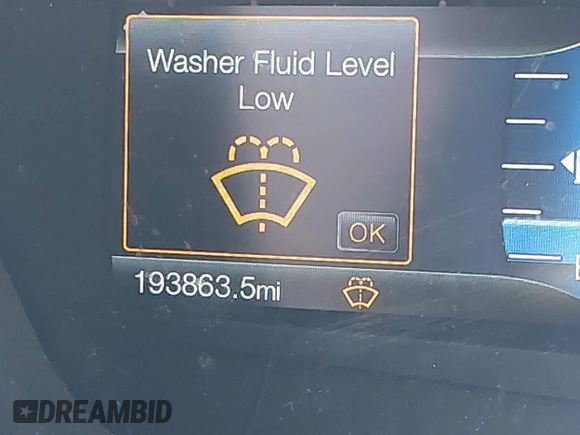 Washer Fluid Level
Low
OK
193863.5mi
DREAMBID